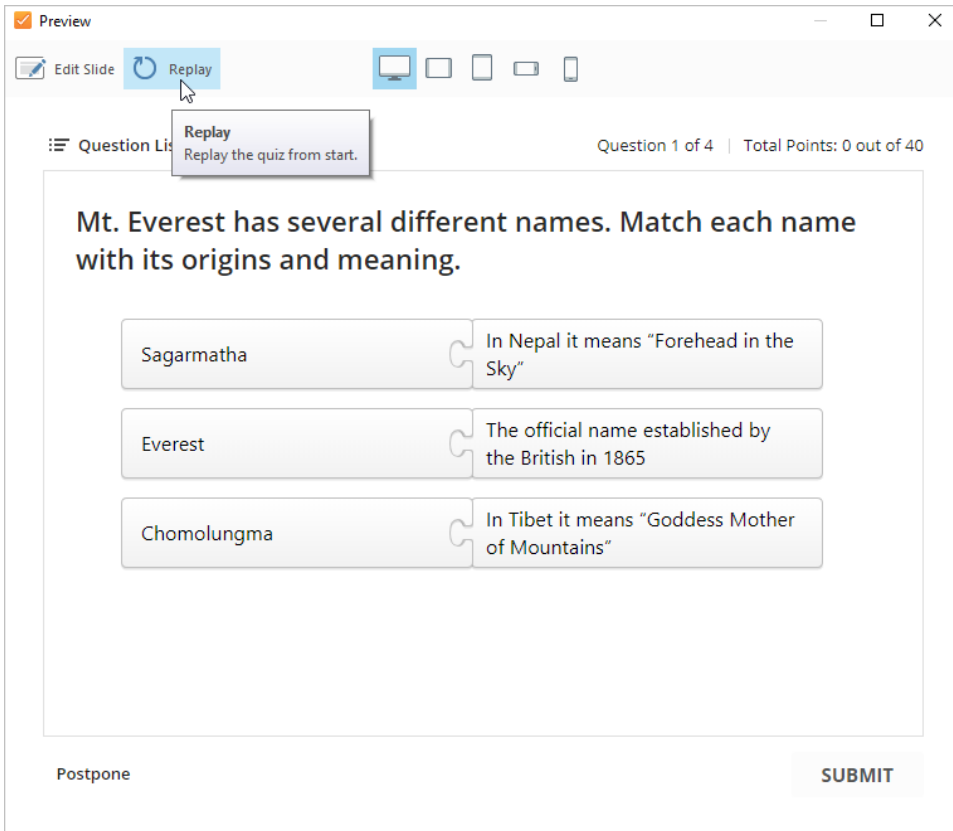 Preview
Edit Slide
Replay
Replay
Replay the quiz from start.
Question Lis
Question 1 of 4 | Total Points: 0 out of 40
Mt. Everest has several different names. Match each name
with its origins and meaning.
Sagarmatha
In Nepal it means “Forehead in the
Sky”
Everest
The official name established by
the British in 1865
Chomolungma
In Tibet it means “Goddess Mother
of Mountains”
Postpone
SUBMIT